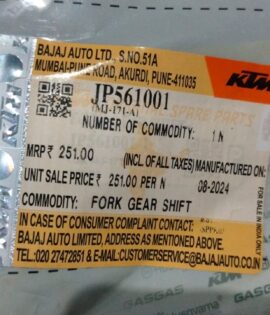 BAJAJ AUTO LTD., S.NO.51A
MUMBAI-PUNE ROAD, AKURDI, PUNE-411035
KTM
JP561001
SPARE PARTS
NUMBER OF COMMODITY: 1 N
MRP ₹ 251.00 (INCL.OF ALL TAXES) MANUFACTURED ON:
UNIT SALE PRICE ₹ 251.00 PER N 08-2024
COMMODITY: FORK GEAR SHIFT
IN CASE OF CONSUMER COMPLAINT CONTACT:
BAJAJ AUTO LIMITED, ADDRESS AS MENTIONED ABOVE.
TEL:020 27472851 & E-MAIL:CUSTOMERSERVICE@BAJAJAUTO.CO.IN
FOR SALE IN INDIA ONLY
GASGAS
Husqvarna